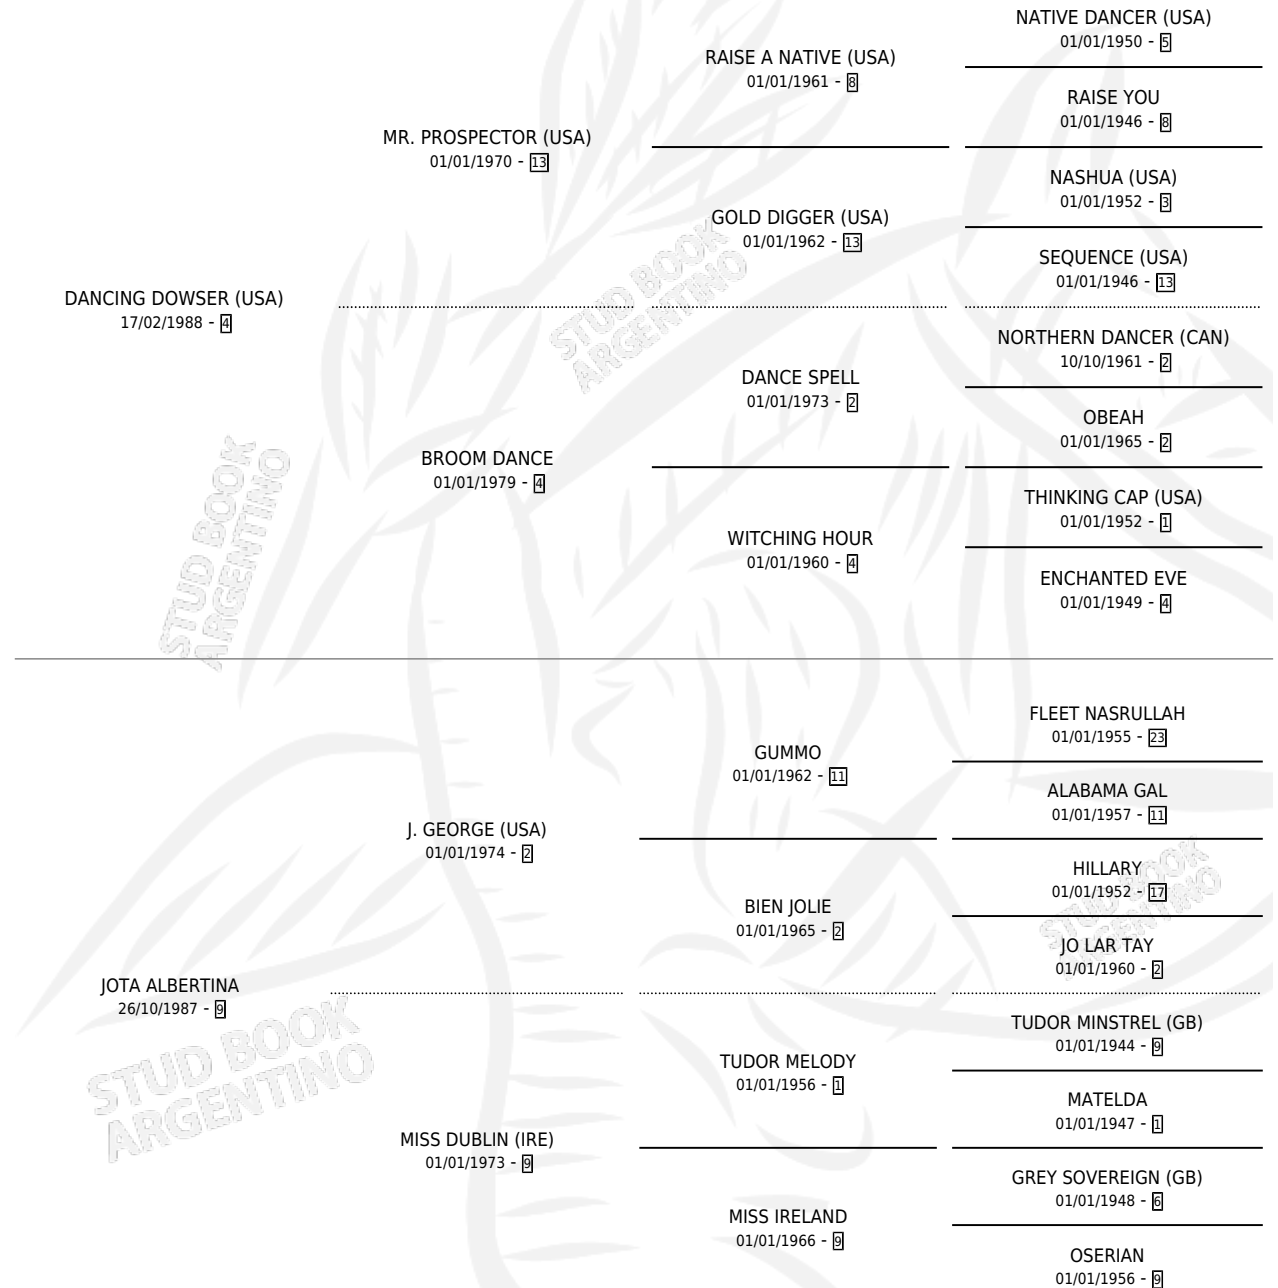 NATIVE DANCER (USA)
01/01/1950 - 5
RAISE A NATIVE (USA)
01/01/1961 - 8
RAISE YOU
01/01/1946 - 8
MR. PROSPECTOR (USA)
01/01/1970 - 13
NASHUA (USA)
01/01/1952 - 3
GOLD DIGGER (USA)
01/01/1962 - 13
SEQUENCE (USA)
01/01/1946 - 13
DANCING DOWSER (USA)
17/02/1988 - 4
NORTHERN DANCER (CAN)
10/10/1961 - 2
DANCE SPELL
01/01/1973 - 2
OBEAH
01/01/1965 - 2
BROOM DANCE
01/01/1979 - 4
THINKING CAP (USA)
01/01/1952 - 1
WITCHING HOUR
01/01/1960 - 4
ENCHANTED EVE
01/01/1949 - 4
FLEET NASRULLAH
01/01/1955 - 23
GUMMO
01/01/1962 - 11
ALABAMA GAL
01/01/1957 - 11
J. GEORGE (USA)
01/01/1974 - 2
HILLARY
01/01/1952 - 17
BIEN JOLIE
01/01/1965 - 2
JO LAR TAY
01/01/1960 - 2
JOTA ALBERTINA
26/10/1987 - 9
TUDOR MINSTREL (GB)
01/01/1944 - 9
TUDOR MELODY
01/01/1956 - 1
MATELDA
01/01/1947 - 1
MISS DUBLIN (IRE)
01/01/1973 - 9
GREY SOVEREIGN (GB)
01/01/1948 - 6
MISS IRELAND
01/01/1966 - 9
OSERIAN
01/01/1956 - 9
STUD BOOK
ARGENTINO
STUD BOOK
ARGENTINO
STUD BOOK
ARGENTINO
STUD BOOK
ARGENTINO